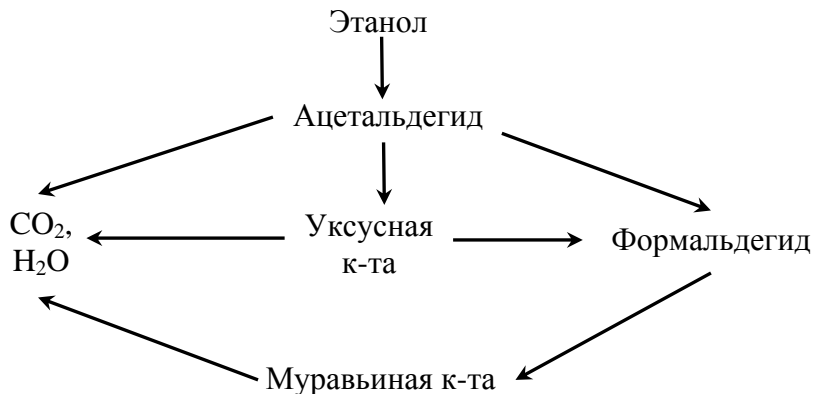 Этанол
Ацетальдегид
CO₂,
H₂O
Уксусная
к-та
Формальдегид
Муравьиная к-та